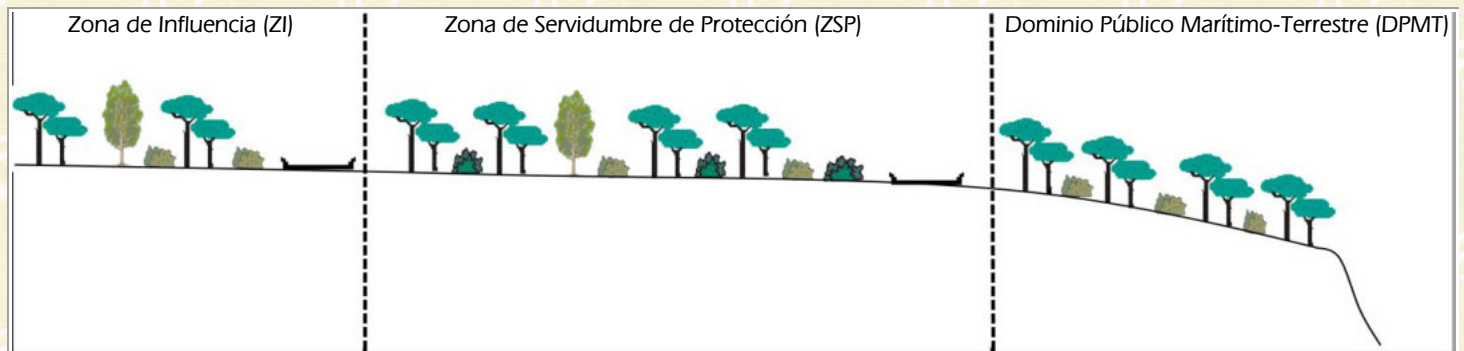 Zona de Influencia (ZI)
Zona de Servidumbre de Protección (ZSP)
Dominio Público Marítimo-Terrestre (DPMT)